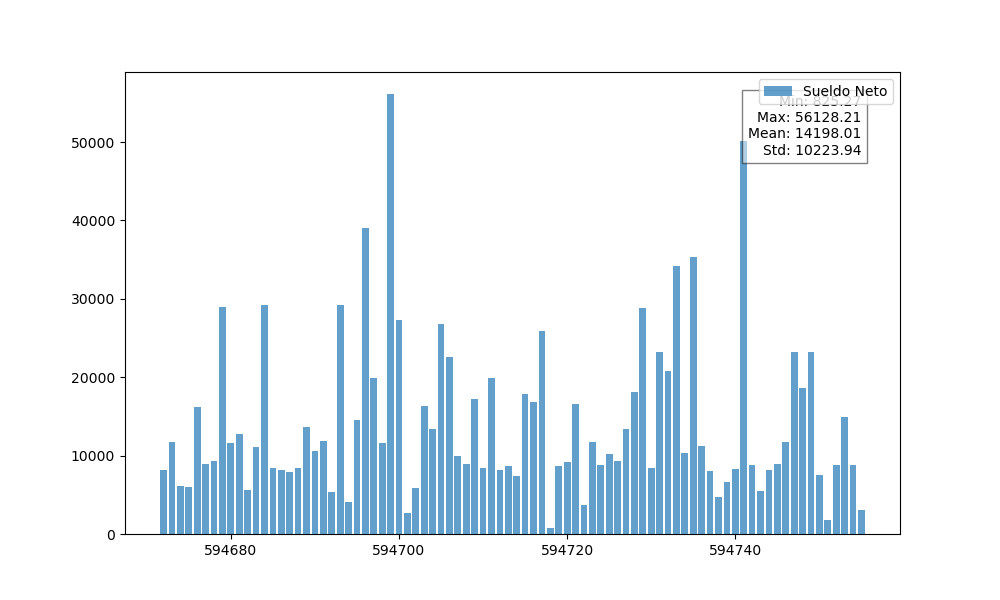 Sueldo Neto
Min: 825.27
Max: 56128.21
Mean: 14198.01
Std: 10223.94
50000
40000
30000
20000
10000
0
594680 594700 594720 594740